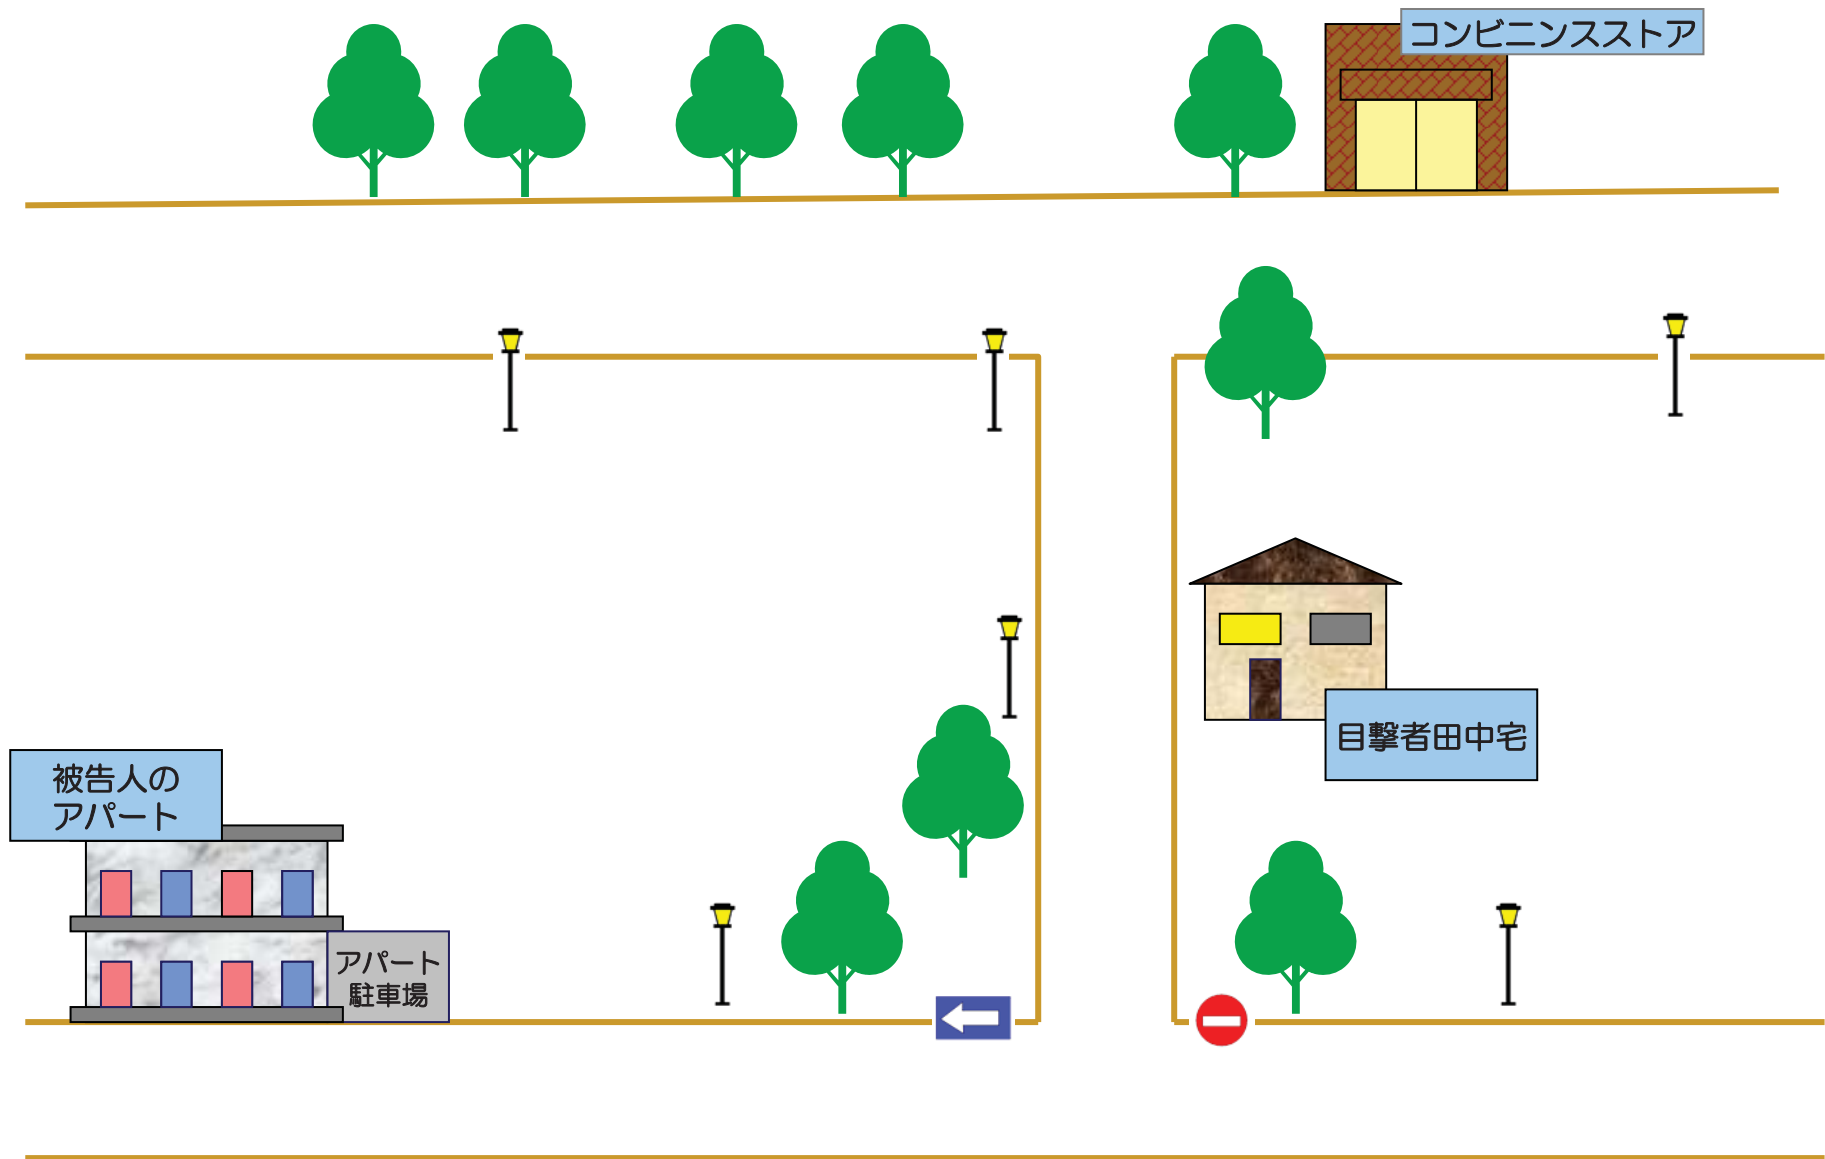 コンビニンスストア
目撃者田中宅
被告人の
アパート
アパート
駐車場